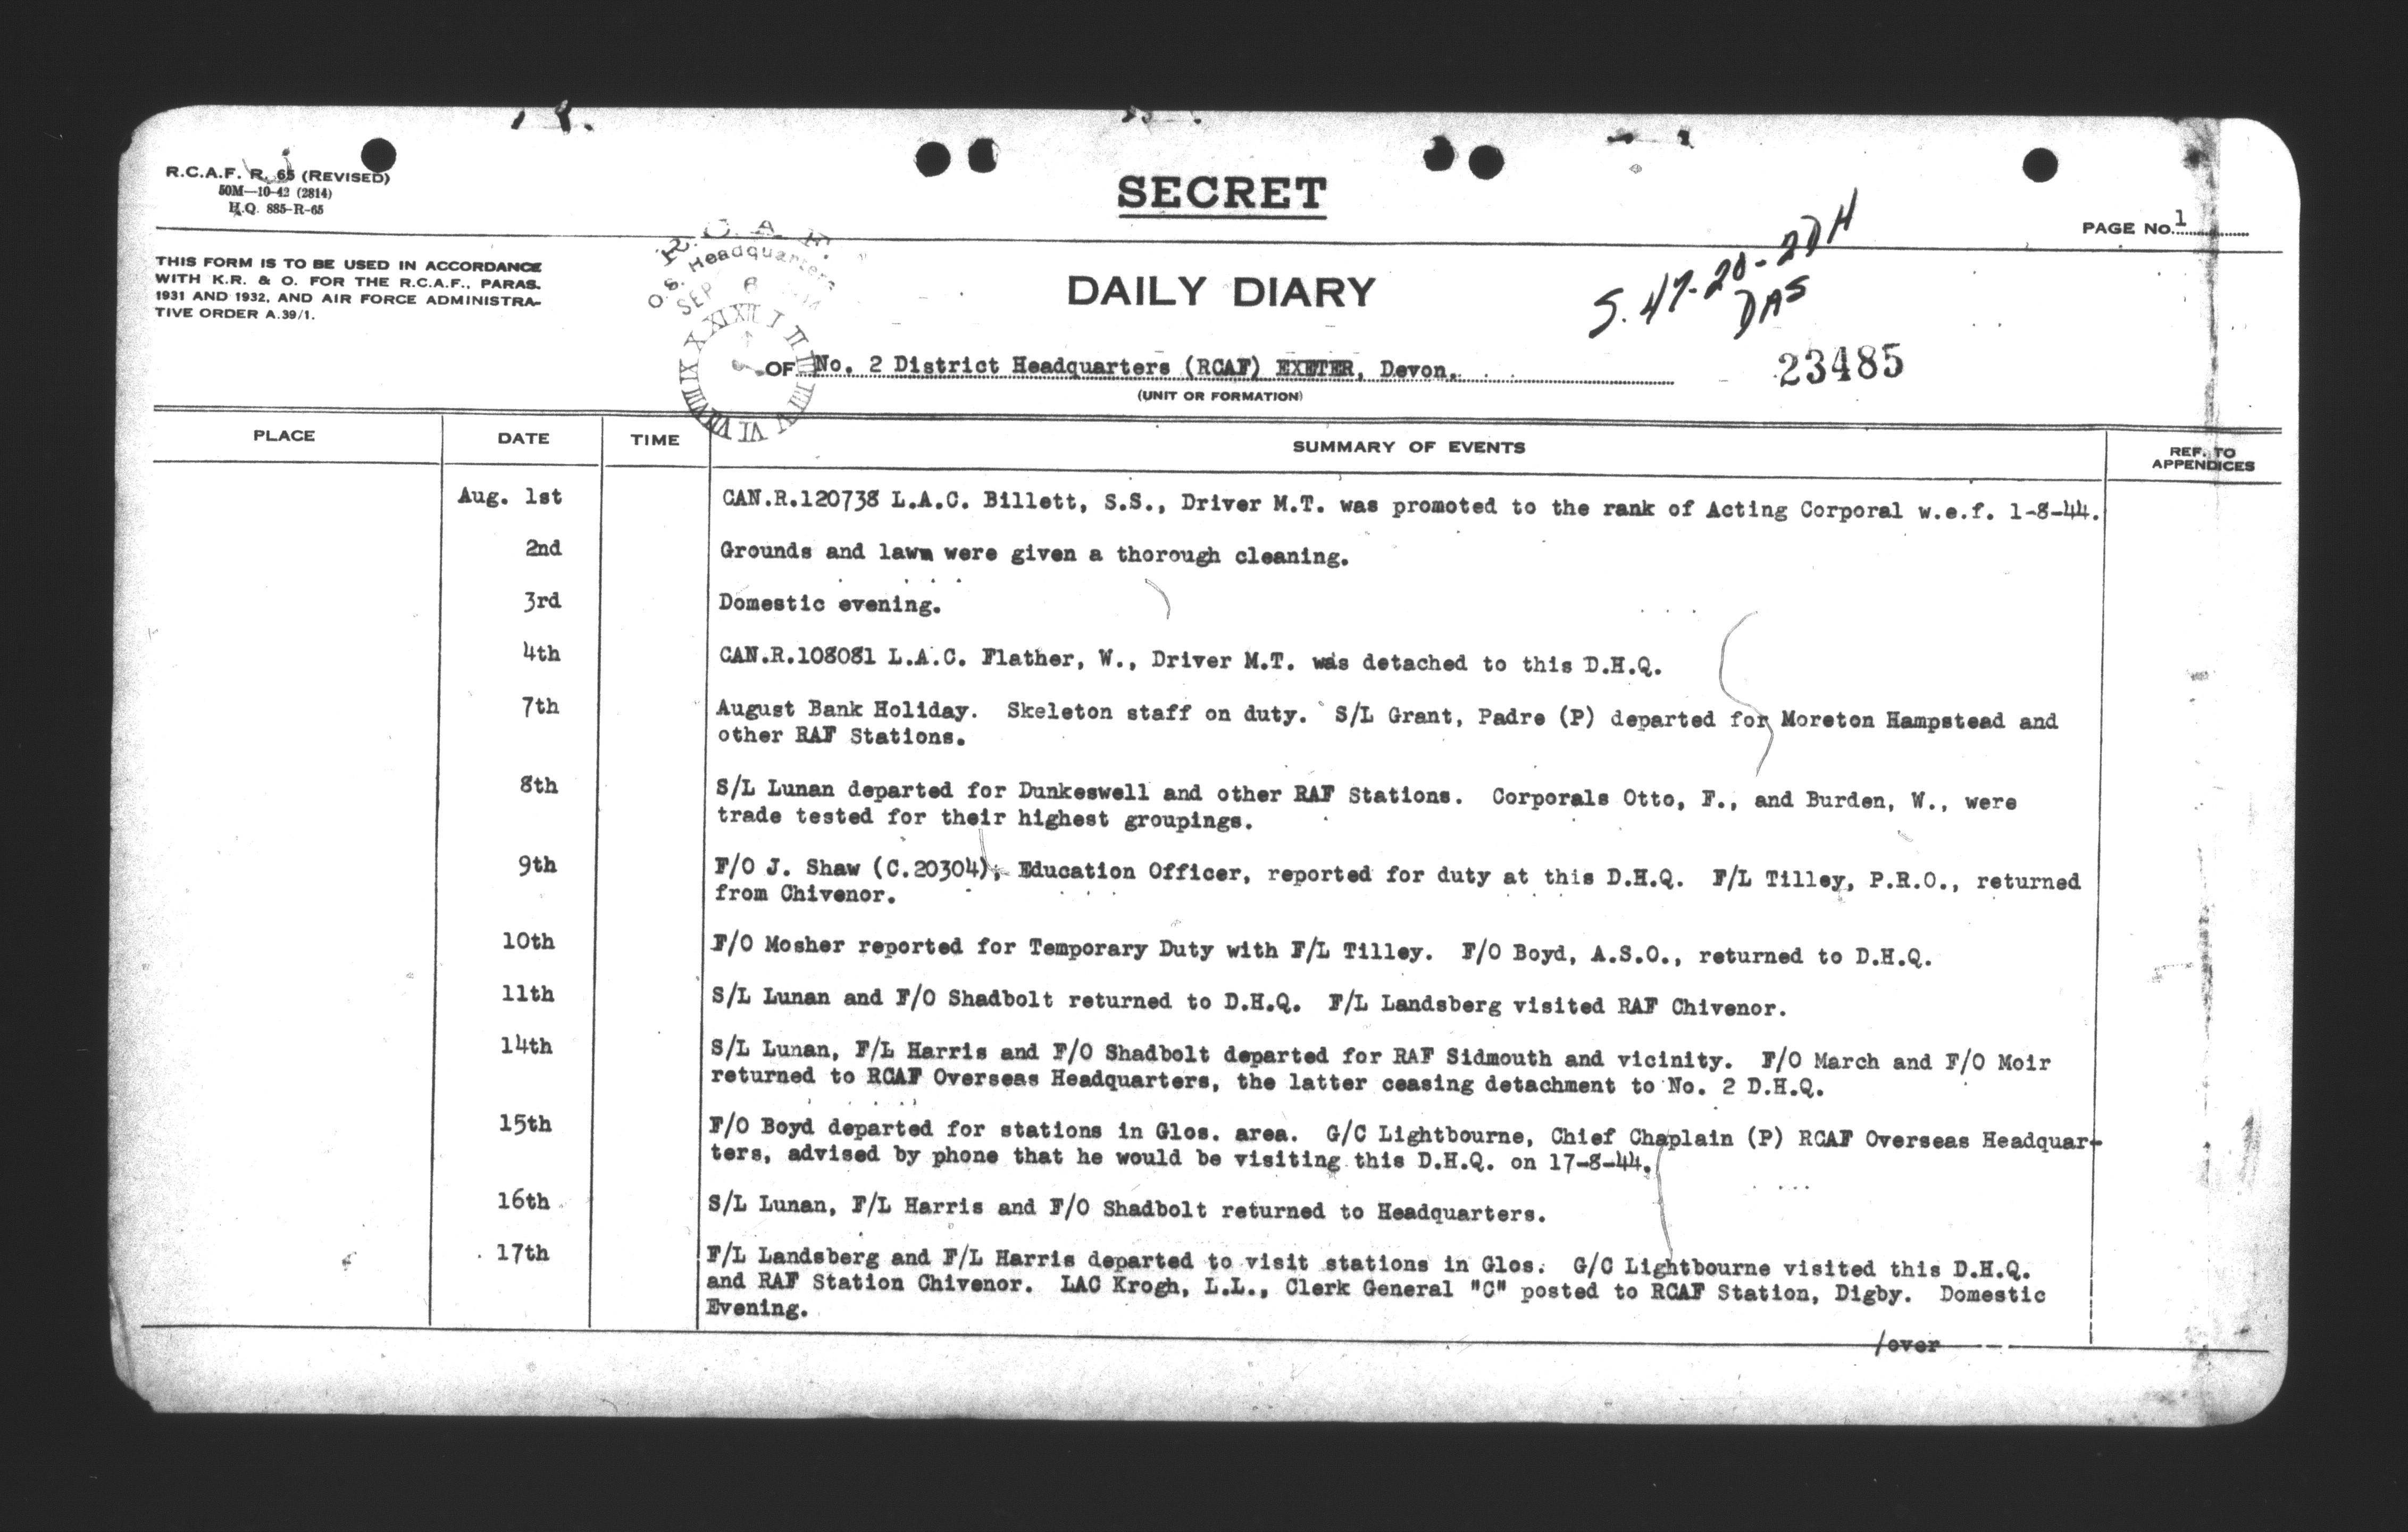 R.C.A.F. R. 65 (REVISED)
50M—10-42 (2814)
H.Q. 885-R-65
SECRET
PAGE No. 1
THIS FORM IS TO BE USED IN ACCORDANCE
WITH K.R. & O. FOR THE R.C.A.F., PARAS.
1931 AND 1932, AND AIR FORCE ADMINISTRA-
TIVE ORDER A.39/1.
R.C.A.F.
O.S. Headquarters
SEP 6
DAILY DIARY
S. 47-20-2DH
DAS
OF No. 2 District Headquarters (RCAF) EXETER, Devon.
(UNIT OR FORMATION)
23485
PLACE DATE TIME SUMMARY OF EVENTS REF. TO APPENDICES
Aug. 1st CAN.R.120738 L.A.C. Billett, S.S., Driver M.T. was promoted to the rank of Acting Corporal w.e.f. 1-8-44.
2nd Grounds and lawn were given a thorough cleaning.
3rd Domestic evening.
4th CAN.R.108081 L.A.C. Flather, W., Driver M.T. was detached to this D.H.Q.
7th August Bank Holiday. Skeleton staff on duty. S/L Grant, Padre (P) departed for Moreton Hampstead and
other RAF Stations.
8th S/L Lunan departed for Dunkeswell and other RAF Stations. Corporals Otto, F., and Burden, W., were
trade tested for their highest groupings.
9th F/O J. Shaw (C.20304), Education Officer, reported for duty at this D.H.Q. F/L Tilley, P.R.O., returned
from Chivenor.
10th F/O Mosher reported for Temporary Duty with F/L Tilley. F/O Boyd, A.S.O., returned to D.H.Q.
11th S/L Lunan and F/O Shadbolt returned to D.H.Q. F/L Landsberg visited RAF Chivenor.
14th S/L Lunan, F/L Harris and F/O Shadbolt departed for RAF Sidmouth and vicinity. F/O March and F/O Moir
returned to RCAF Overseas Headquarters, the latter ceasing detachment to No. 2 D.H.Q.
15th F/O Boyd departed for stations in Glos. area. G/C Lightbourne, Chief Chaplain (P) RCAF Overseas Headquar-
ters, advised by phone that he would be visiting this D.H.Q. on 17-8-44.
16th S/L Lunan, F/L Harris and F/O Shadbolt returned to Headquarters.
17th F/L Landsberg and F/L Harris departed to visit stations in Glos. G/C Lightbourne visited this D.H.Q.
and RAF Station Chivenor. LAC Krogh, L.L., Clerk General "C" posted to RCAF Station, Digby. Domestic
Evening.
/over